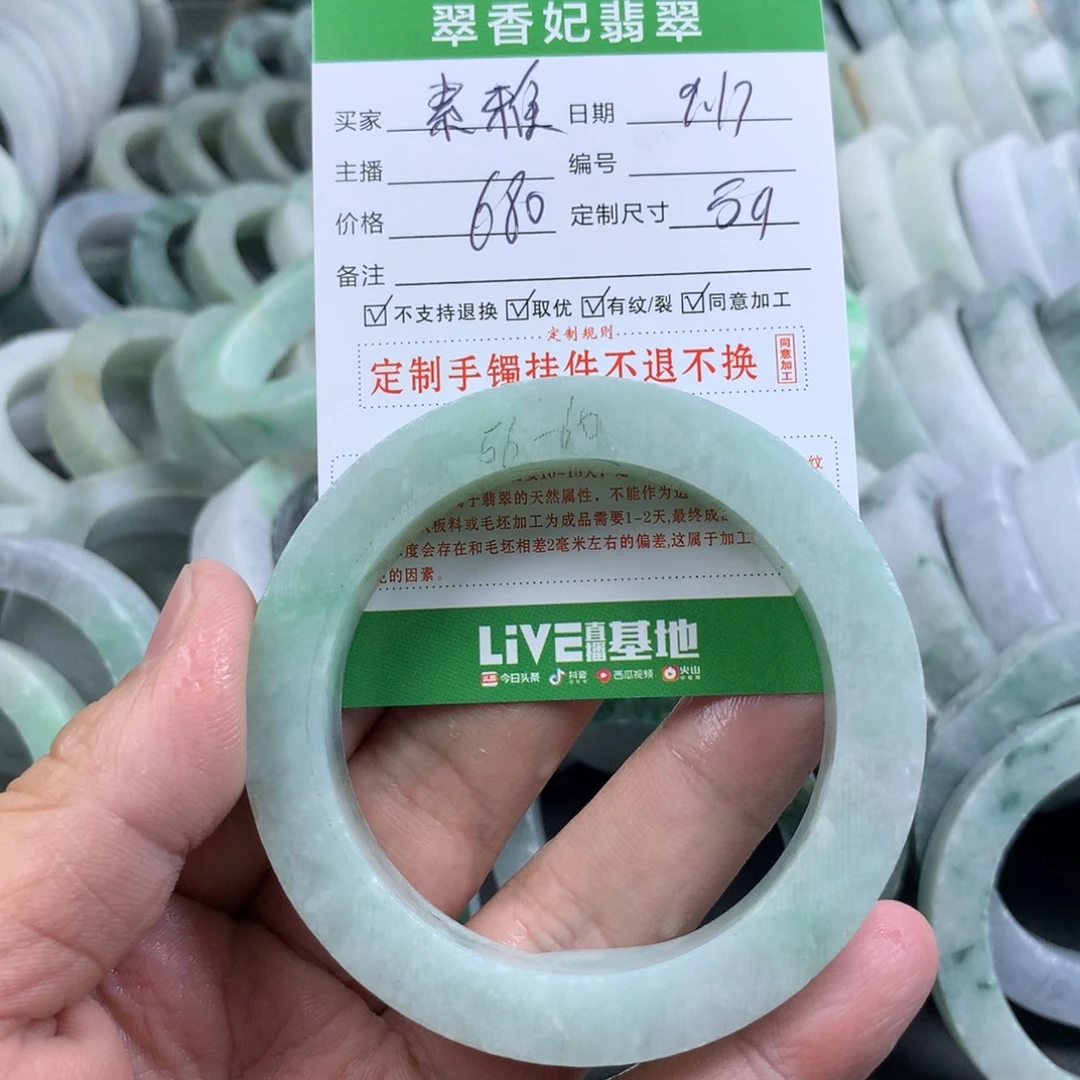 翠香妃翡翠
买家 素雅 日期 9.17
主播 编号
价格 680 定制尺寸 59
备注
☑不支持退换 ☑取优 ☑有纹/裂 ☑同意加工
定制规则
定制手镯挂件不退不换 同意加工
56-60
纹
于翡翠的天然属性，不能作为退
板料或毛坯加工为成品需要1-2天,最终成
度会存在和毛坯相差2毫米左右的偏差,这属于加工
的因素。
LiVE直播基地
头条 今日头条 抖音 西瓜视频 火山